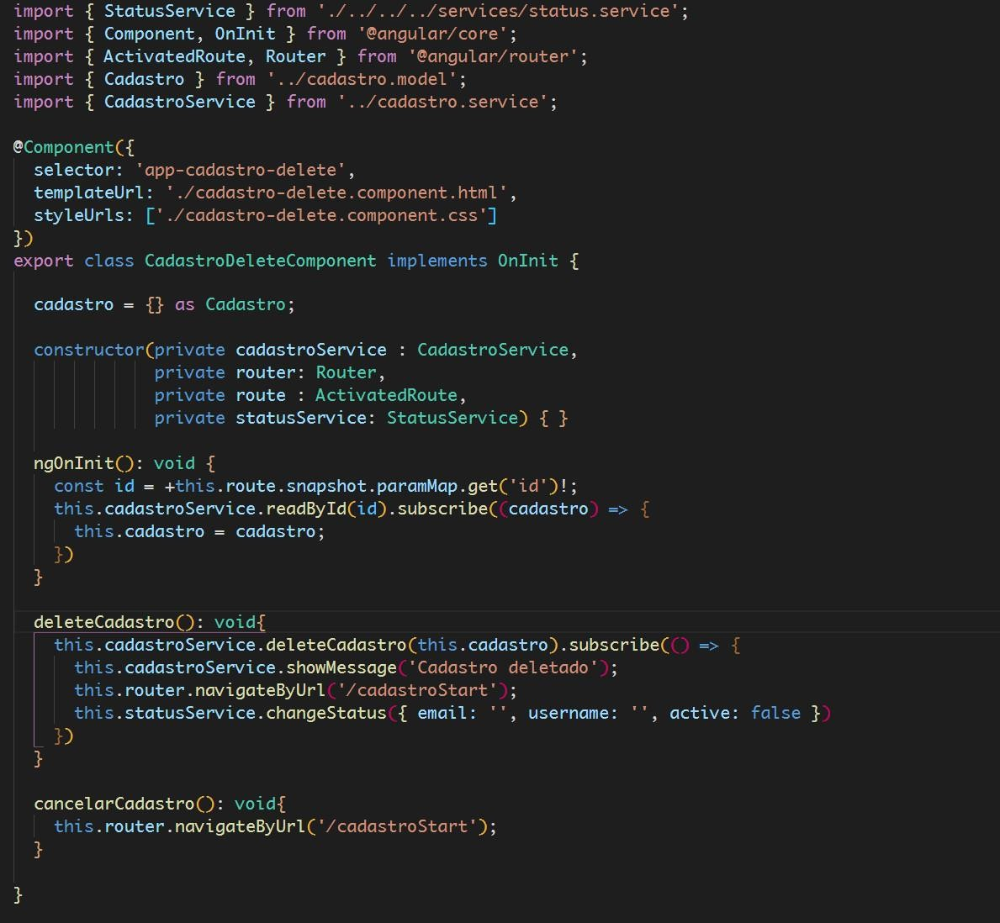 import { StatusService } from './../../../services/status.service';
import { Component, OnInit } from '@angular/core';
import { ActivatedRoute, Router } from '@angular/router';
import { Cadastro } from '../cadastro.model';
import { CadastroService } from '../cadastro.service';

@Component({
  selector: 'app-cadastro-delete',
  templateUrl: './cadastro-delete.component.html',
  styleUrls: ['./cadastro-delete.component.css']
})
export class CadastroDeleteComponent implements OnInit {

  cadastro = {} as Cadastro;

  constructor(private cadastroService : CadastroService,
              private router: Router,
              private route : ActivatedRoute,
              private statusService: StatusService) { }

  ngOnInit(): void {
    const id = +this.route.snapshot.paramMap.get('id')!;
    this.cadastroService.readById(id).subscribe((cadastro) => {
      this.cadastro = cadastro;
    })
  }

  deleteCadastro(): void{
    this.cadastroService.deleteCadastro(this.cadastro).subscribe(() => {
      this.cadastroService.showMessage('Cadastro deletado');
      this.router.navigateByUrl('/cadastroStart');
      this.statusService.changeStatus({ email: '', username: '', active: false })
    })
  }

  cancelarCadastro(): void{
    this.router.navigateByUrl('/cadastroStart');
  }

}